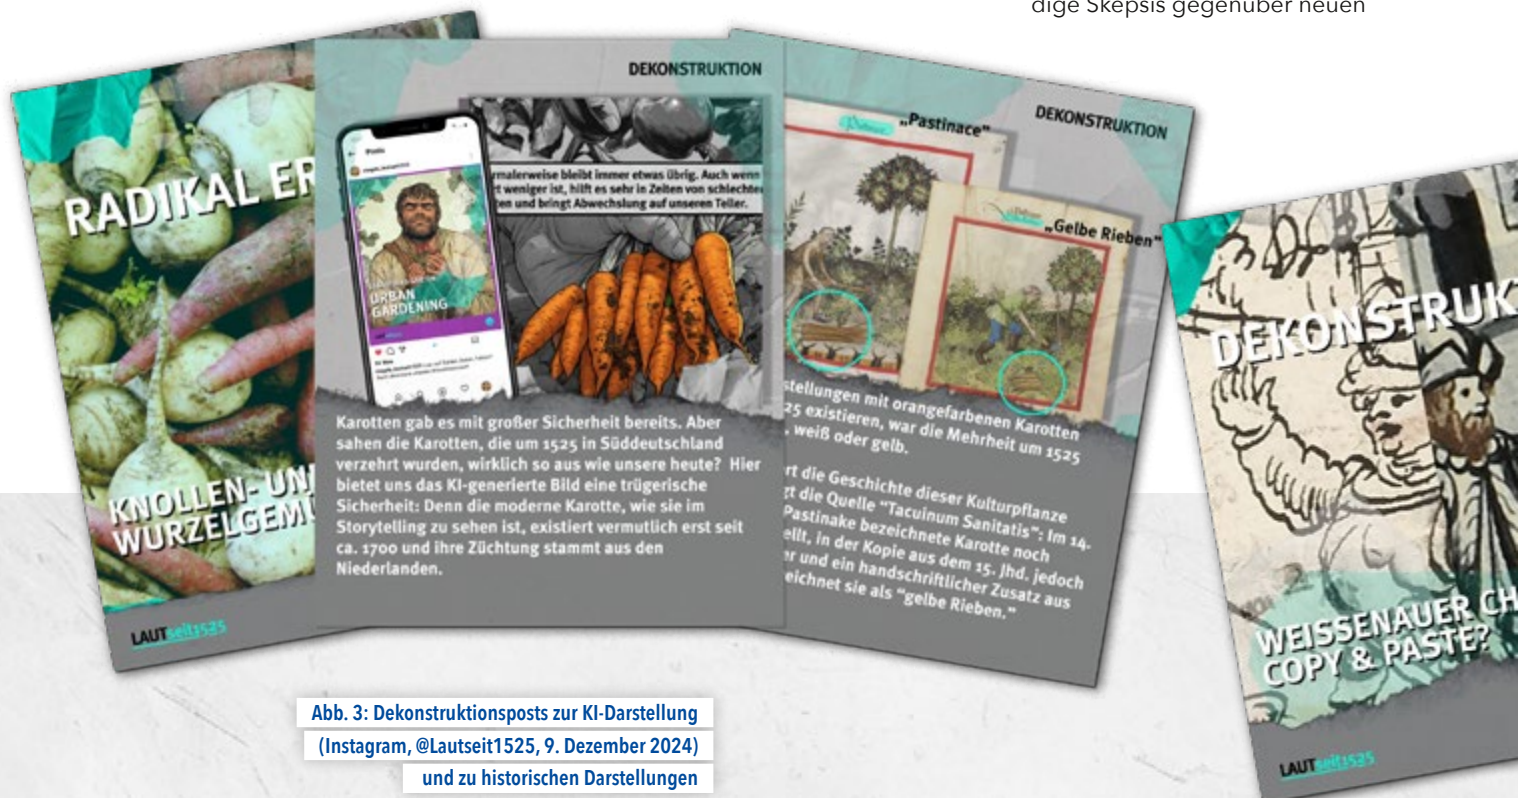 dige Skepsis gegenüber neuen
RADIKAL ER
KNOLLEN- UN
WURZELGEMÜ
LAUTseit1525
DEKONSTRUKTION
Posts
URBAN
GARDENING
rmalerweise bleibt immer etwas übrig. Auch wenn
t weniger ist, hilft es sehr in Zeiten von schlechte
ten und bringt Abwechslung auf unseren Teller.
Karotten gab es mit großer Sicherheit bereits. Aber
sahen die Karotten, die um 1525 in Süddeutschland
verzehrt wurden, wirklich so aus wie unsere heute? Hier
bietet uns das KI-generierte Bild eine trügerische
Sicherheit: Denn die moderne Karotte, wie sie im
Storytelling zu sehen ist, existiert vermutlich erst seit
ca. 1700 und ihre Züchtung stammt aus den
Niederlanden.
DEKONSTRUKTION
„Pastinace"
„Gelbe Rieben"
stellungen mit orangefarbenen Karotten
25 existieren, war die Mehrheit um 1525
, weiß oder gelb.
rt die Geschichte dieser Kulturpflanze
gt die Quelle "Tacuinum Sanitatis": Im 14.
Pastinake bezeichnete Karotte noch
ellt, in der Kopie aus dem 15. Jhd. jedoch
er und ein handschriftlicher Zusatz aus
eichnet sie als "gelbe Rieben."
DEKONSTRUK
WEISSENAUER CH
COPY & PASTE?
LAUTseit1525
Abb. 3: Dekonstruktionsposts zur KI-Darstellung
(Instagram, @Lautseit1525, 9. Dezember 2024)
und zu historischen Darstellungen